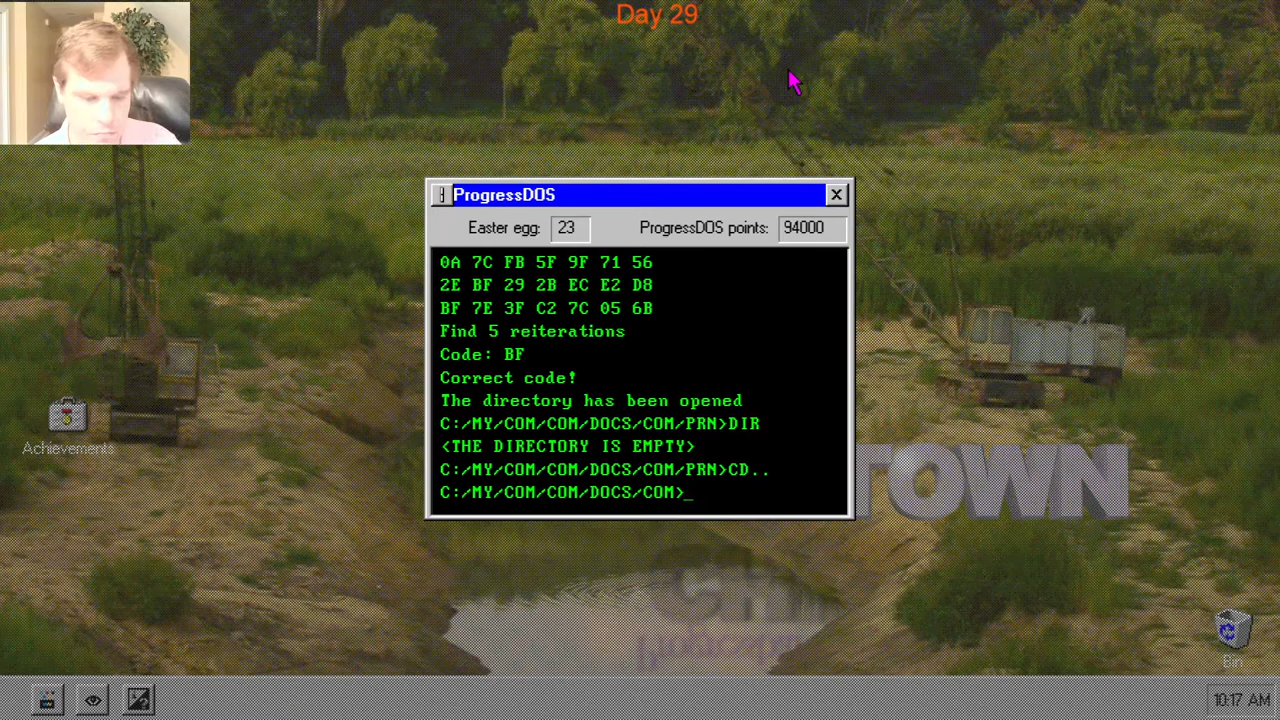 Day 29
ProgressDOS
Easter egg: 23 ProgressDOS points: 94000
0A 7C FB 5F 9F 71 56
2E BF 29 2B EC E2 D8
BF 7E 3F C2 7C 05 6B
Find 5 reiterations
Code: BF
Correct code!
The directory has been opened
C:/MY/COM/COM/DOCS/COM/PRN>DIR
<THE DIRECTORY IS EMPTY>
C:/MY/COM/COM/DOCS/COM/PRN>CD..
C:/MY/COM/COM/DOCS/COM>_
Achievements
TOWN
Bin
10:17 AM